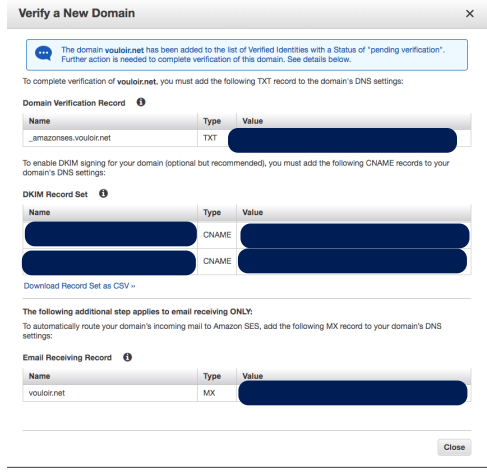 Verify a New Domain
The domain vouloir.net has been added to the list of Verified Identities with a Status of "pending verification".
Further action is needed to complete verification of this domain. See details below.
To complete verification of vouloir.net, you must add the following TXT record to the domain's DNS settings:
Domain Verification Record
Name Type Value
_amazonses.vouloir.net TXT
To enable DKIM signing for your domain (optional but recommended), you must add the following CNAME records to your
domain's DNS settings:
DKIM Record Set
Name Type Value
CNAME
CNAME
Download Record Set as CSV »
The following additional step applies to email receiving ONLY:
To automatically route your domain's incoming mail to Amazon SES, add the following MX record to your domain's DNS
settings:
Email Receiving Record
Name Type Value
vouloir.net MX
Close